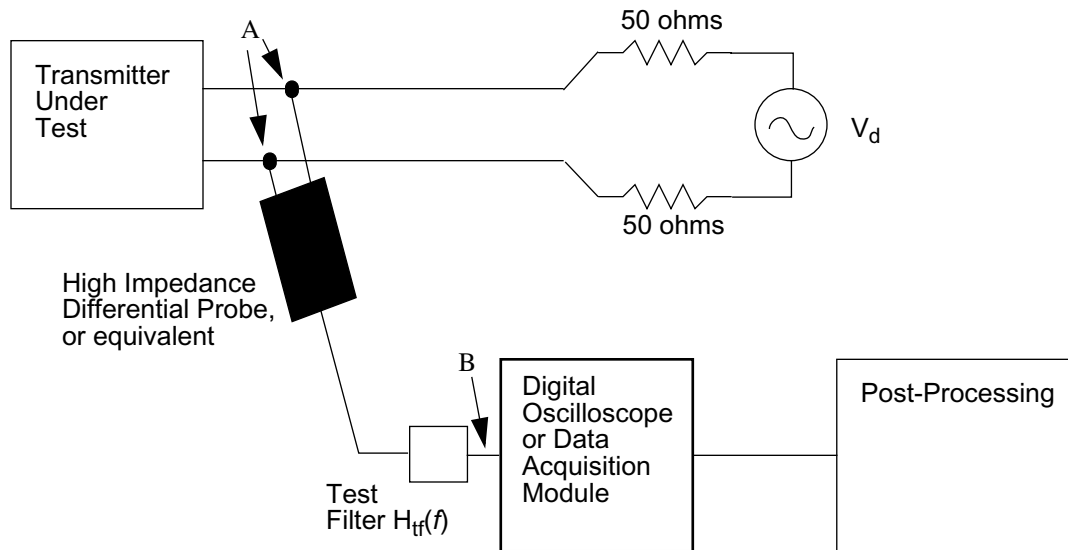 A
50 ohms
Transmitter
Under
Test
V_d
50 ohms
High Impedance
Differential Probe,
or equivalent
B
Digital
Oscilloscope
or Data
Acquisition
Module
Post-Processing
Test
Filter H_tf(f)